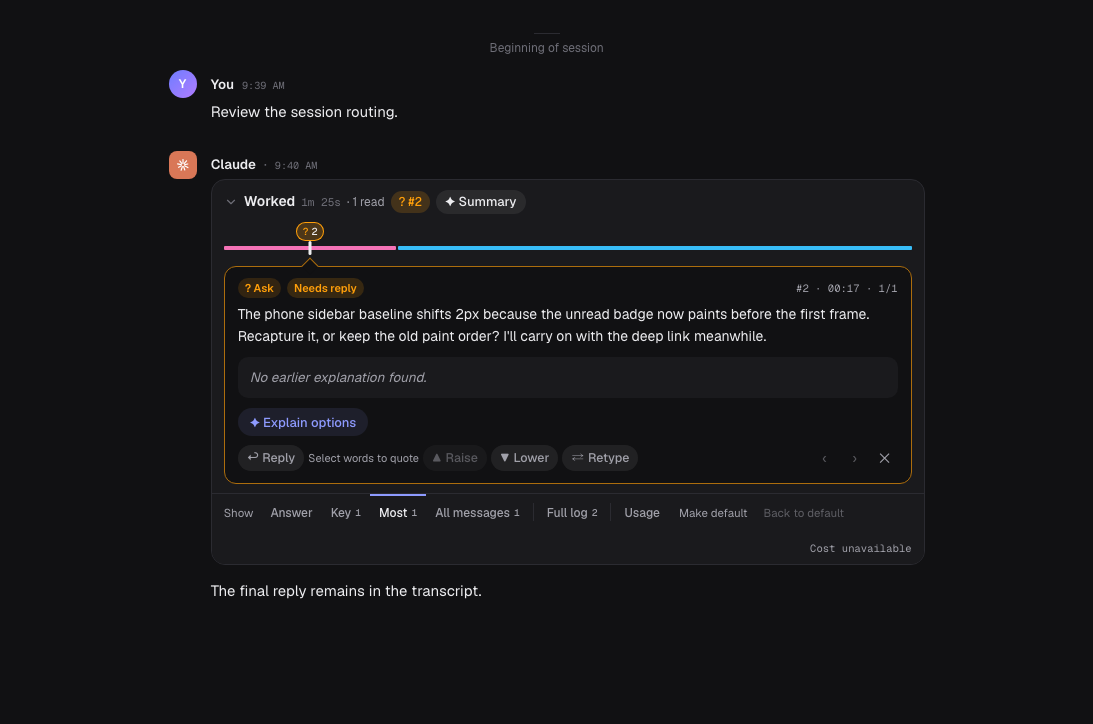 Beginning of session
Y
You 9:39 AM
Review the session routing.
Claude · 9:40 AM
Worked 1m 25s · 1 read ? #2 ✦ Summary
? 2
? Ask Needs reply #2 · 00:17 · 1/1
The phone sidebar baseline shifts 2px because the unread badge now paints before the first frame.
Recapture it, or keep the old paint order? I'll carry on with the deep link meanwhile.
No earlier explanation found.
✦ Explain options
↩ Reply Select words to quote ▲ Raise ▼ Lower ⇄ Retype ‹ › ✕
Show Answer Key 1 Most 1 All messages 1 Full log 2 Usage Make default Back to default
Cost unavailable
The final reply remains in the transcript.